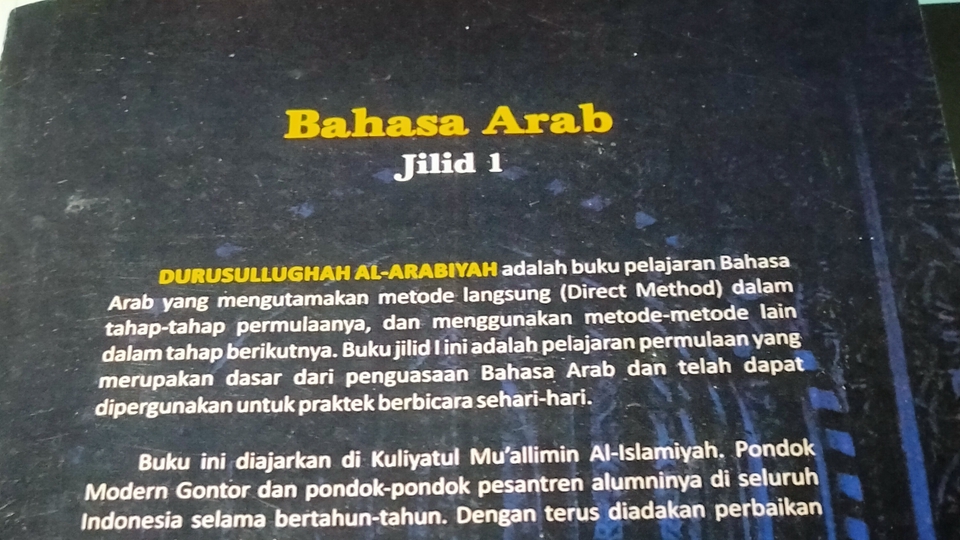 Bahasa Arab
Jilid 1
DURUSULLUGHAH AL-ARABIYAH adalah buku pelajaran Bahasa
Arab yang mengutamakan metode langsung (Direct Method) dalam
tahap-tahap permulaanya, dan menggunakan metode-metode lain
dalam tahap berikutnya. Buku jilid I ini adalah pelajaran permulaan yang
merupakan dasar dari penguasaan Bahasa Arab dan telah dapat
dipergunakan untuk praktek berbicara sehari-hari.
Buku ini diajarkan di Kuliyatul Mu'allimin Al-Islamiyah. Pondok
Modern Gontor dan pondok-pondok pesantren alumninya di seluruh
Indonesia selama bertahun-tahun. Dengan terus diadakan perbaikan